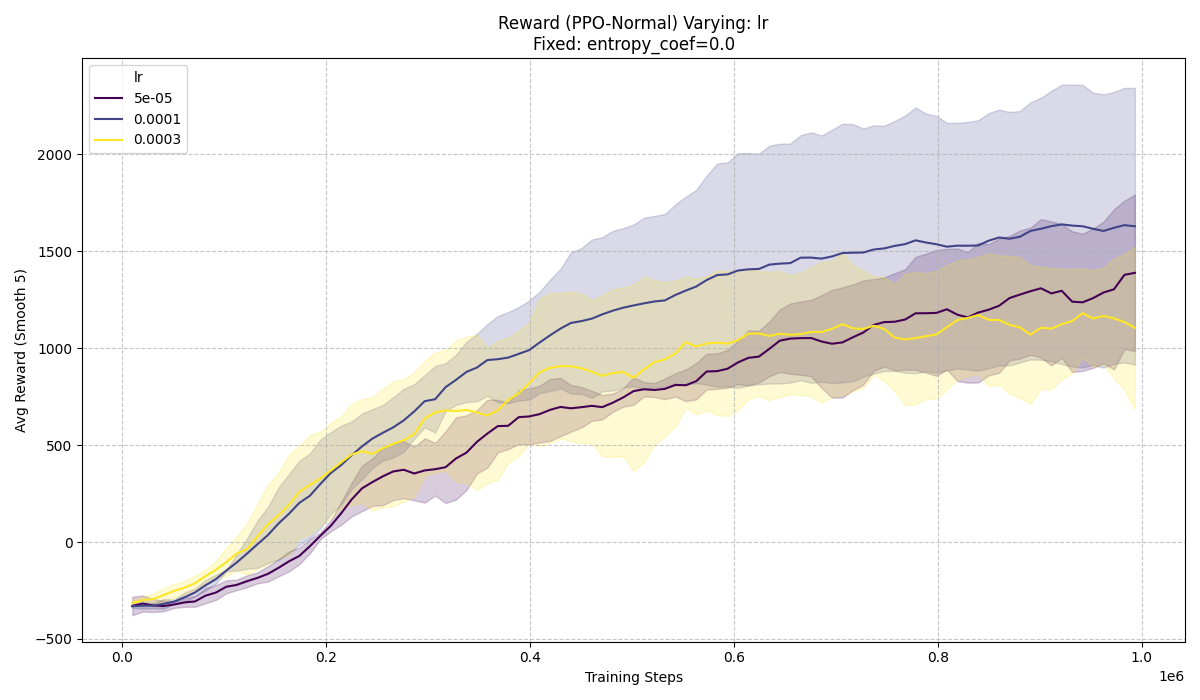 Reward (PPO-Normal) Varying: lr
Fixed: entropy_coef=0.0
lr
5e-05
0.0001
0.0003
Avg Reward (Smooth 5)
2000
1500
1000
500
0
−500
0.0 0.2 0.4 0.6 0.8 1.0
1e6
Training Steps